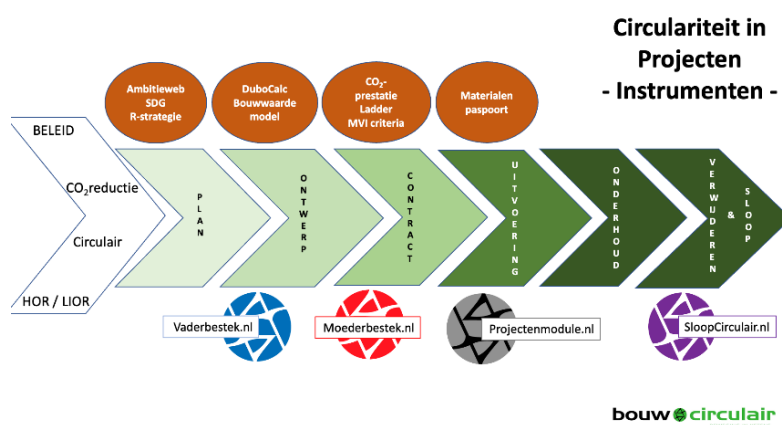 Circulariteit in
Projecten
- Instrumenten -
Ambitieweb
SDG
R-strategie
DuboCalc
Bouwwaarde
model
CO₂-
prestatie
Ladder
MVI criteria
Materialen
paspoort
BELEID
CO₂reductie
Circulair
HOR / LIOR
PLAN
ONTWERP
CONTRACT
UITVOERING
ONDERHOUD
VERWIJDEREN
&
SLOOP
Vaderbestek.nl
Moederbestek.nl
Projectenmodule.nl
SloopCirculair.nl
bouw circulair